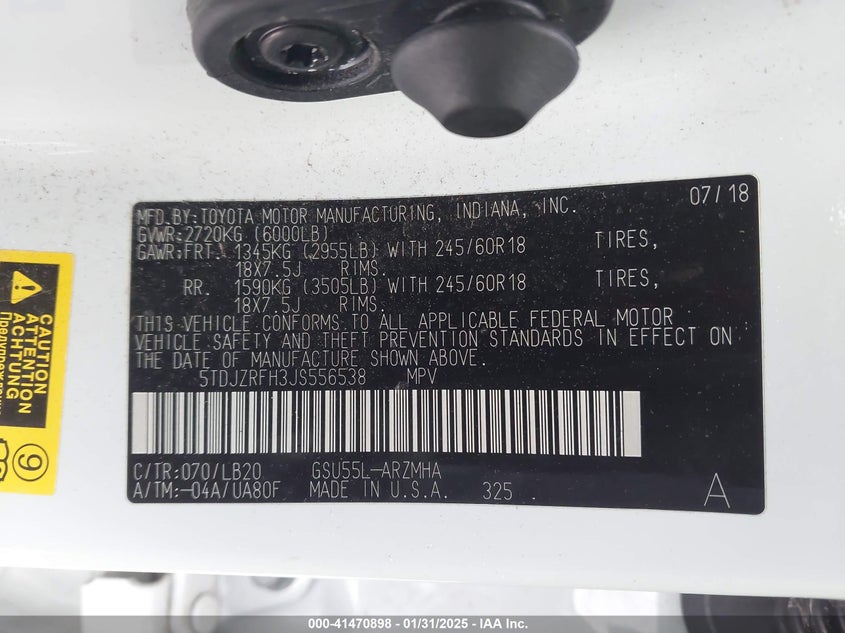 MFD.BY:TOYOTA MOTOR MANUFACTURING, INDIANA, INC. 07/18
GVWR:2720KG (6000LB)
GAWR:FRT. 1345KG (2955LB) WITH 245/60R18 TIRES,
18X7.5J RIMS.
RR. 1590KG (3505LB) WITH 245/60R18 TIRES,
18X7.5J RIMS.
THIS VEHICLE CONFORMS TO ALL APPLICABLE FEDERAL MOTOR
VEHICLE SAFETY AND THEFT PREVENTION STANDARDS IN EFFECT ON
THE DATE OF MANUFACTURE SHOWN ABOVE.
5TDJZRFH3JS556538 MPV
C/TR:070/LB20 GSU55L-ARZMHA
A/TM:-04A/UA80F MADE IN U.S.A. 325 A
CAUTION
ATTENTION
ACHTUNG
9
000-41470898 - 01/31/2025 - IAA Inc.